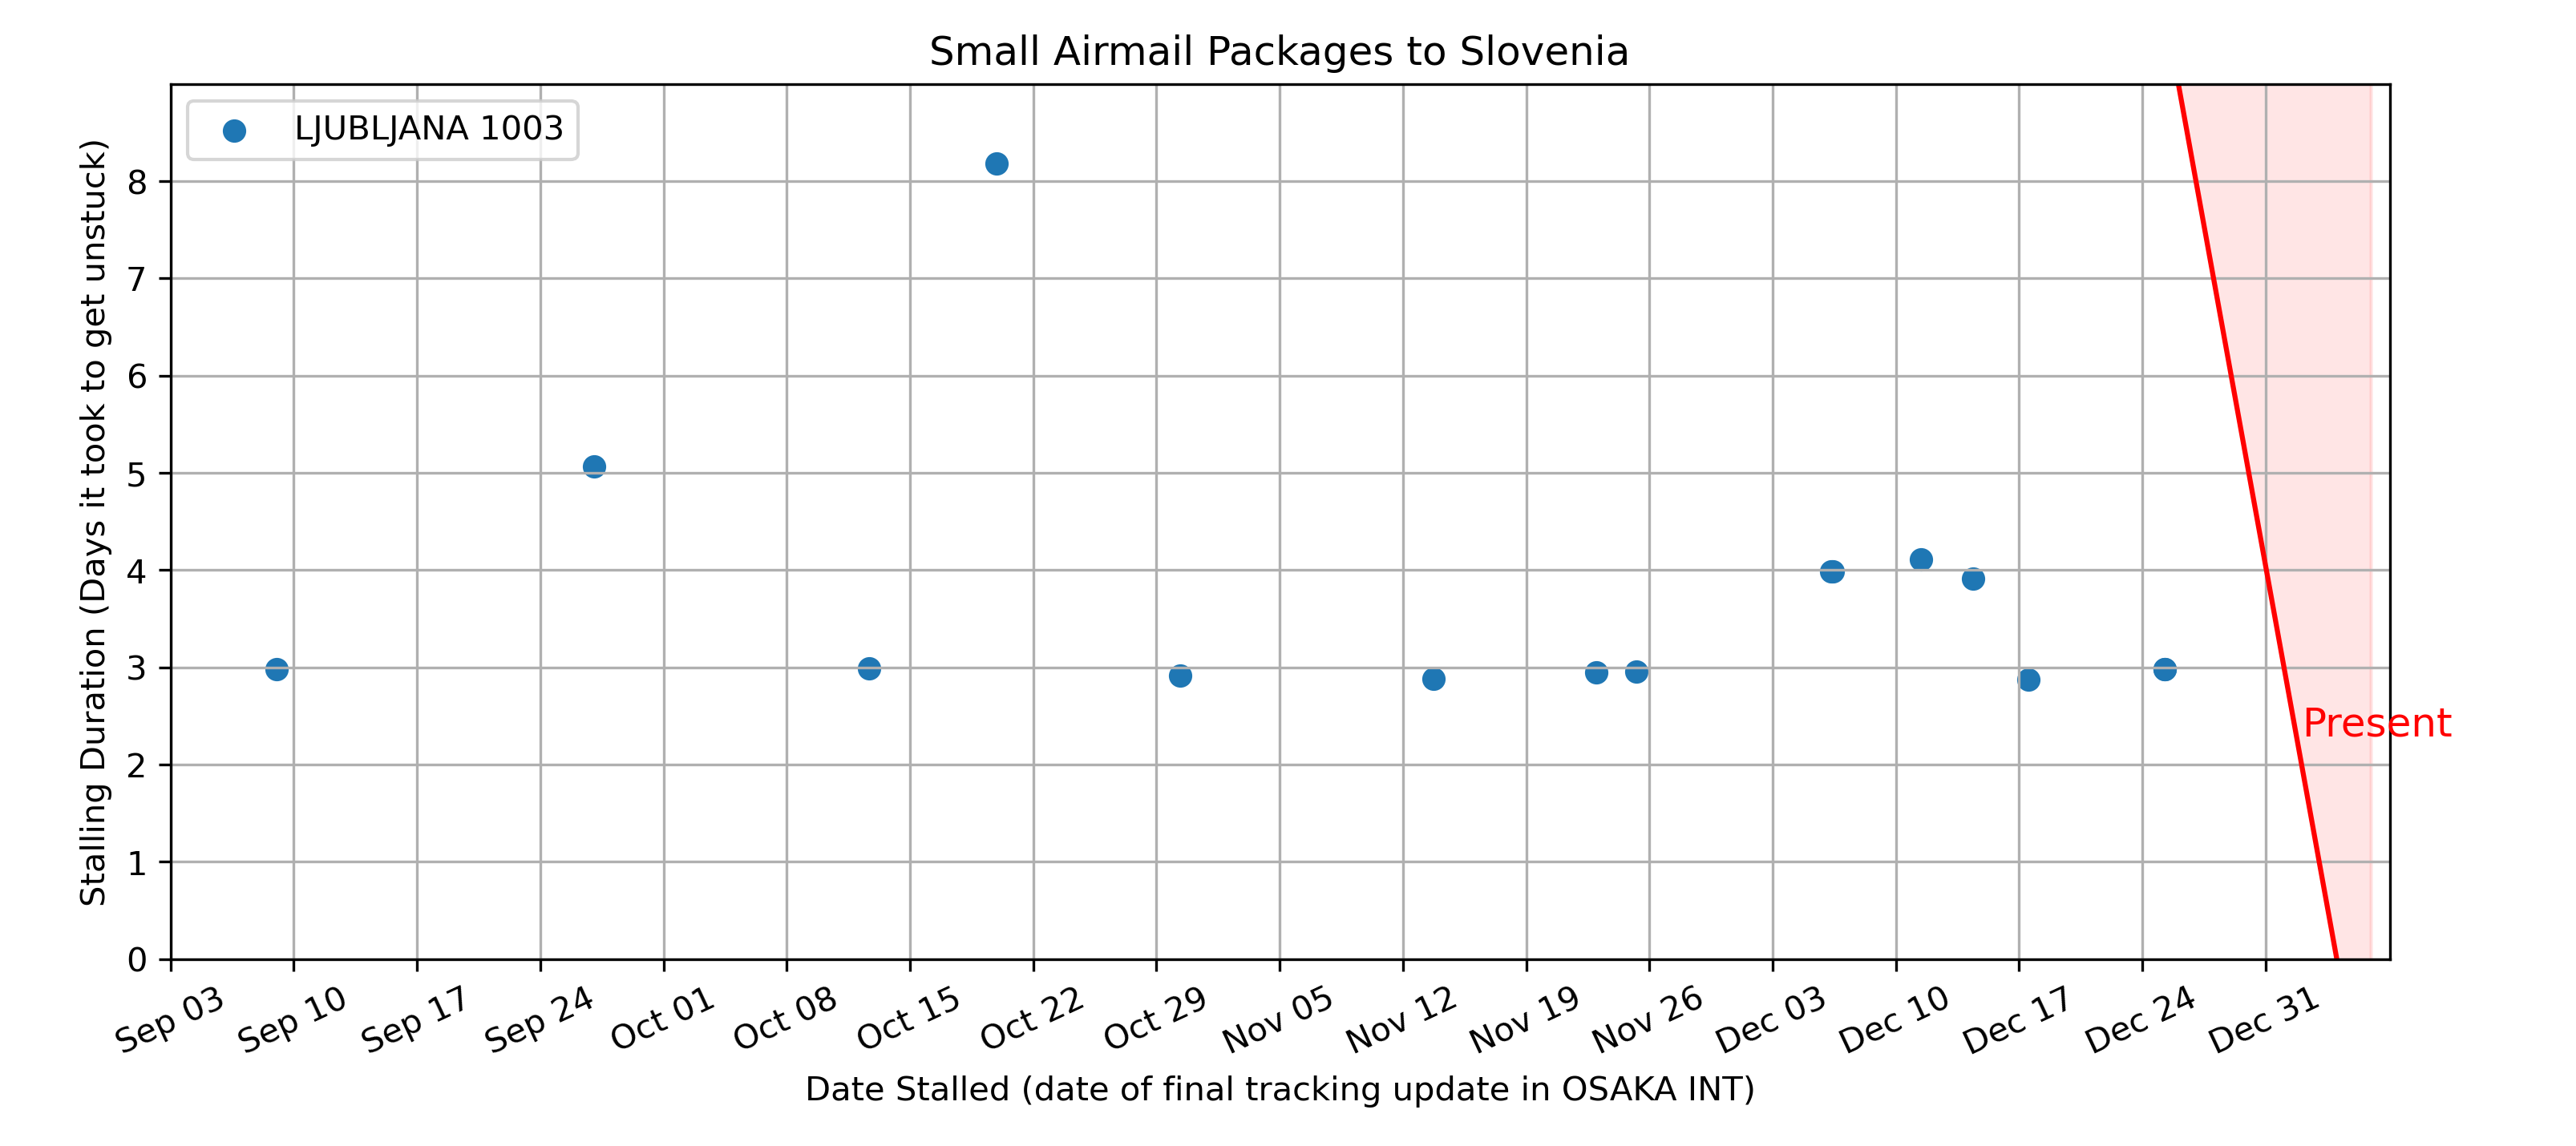 Small Airmail Packages to Slovenia
LJUBLJANA 1003
Stalling Duration (Days it took to get unstuck)
8
7
6
5
4
3
2
1
0
Present
Sep 03
Sep 10
Sep 17
Sep 24
Oct 01
Oct 08
Oct 15
Oct 22
Oct 29
Nov 05
Nov 12
Nov 19
Nov 26
Dec 03
Dec 10
Dec 17
Dec 24
Dec 31
Date Stalled (date of final tracking update in OSAKA INT)